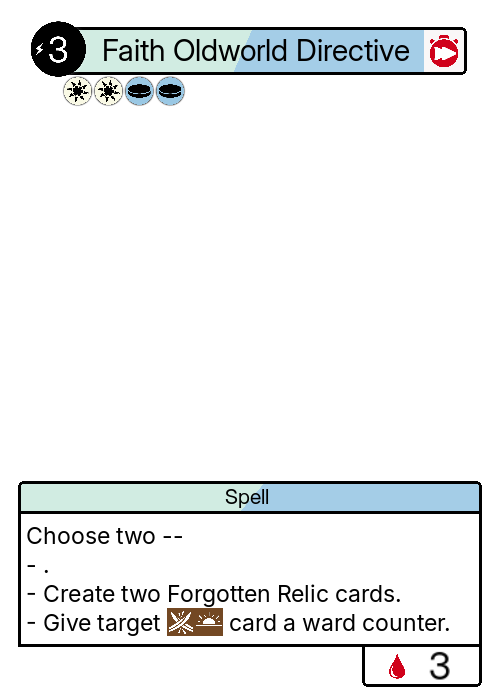 3 Faith Oldworld Directive
Spell
Choose two --
- .
- Create two Forgotten Relic cards.
- Give target card a ward counter.
3